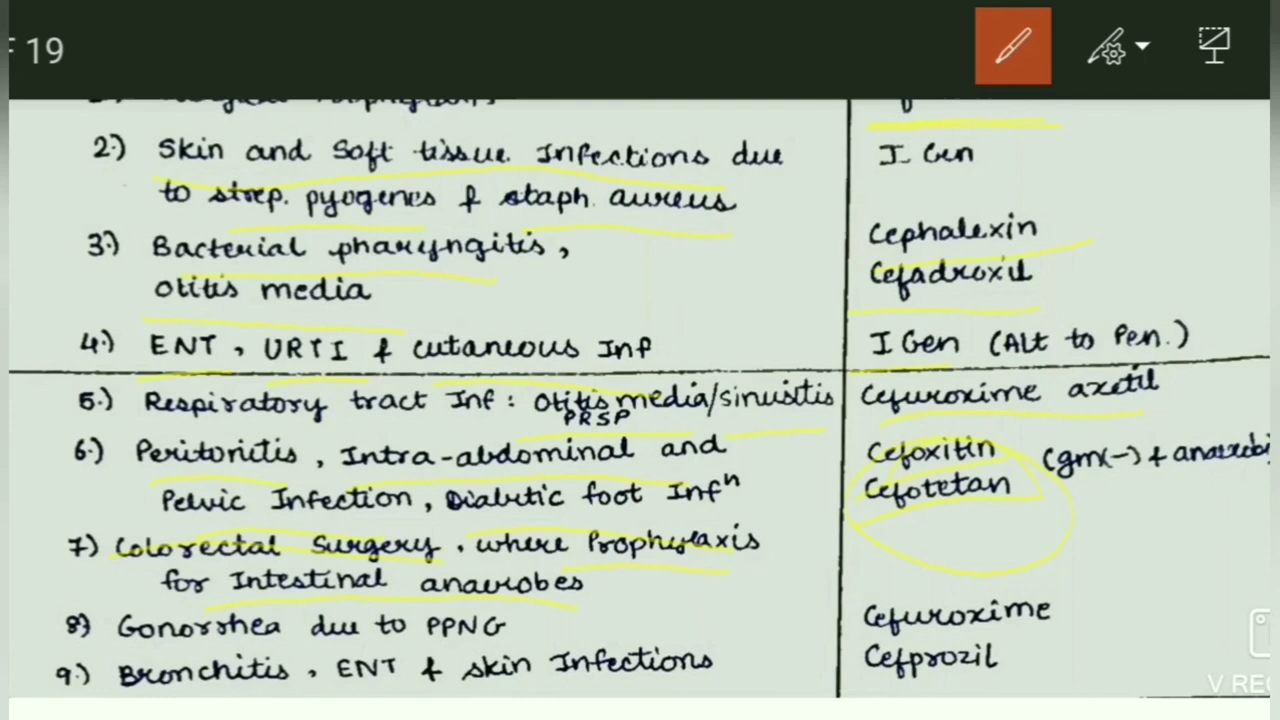 F 19
2.) Skin and Soft tissue Infections due
I Gen
to strep. pyogenes & staph. aureus
3.) Bacterial pharyngitis,
Cephalexin
Otitis media
Cefadroxil
4.) ENT, URTI & cutaneous Inf
I Gen (Alt to Pen.)
5.) Respiratory tract Inf: Otitis media/sinusitis
Cefuroxime axetil
PRSP
6.) Peritonitis, Intra-abdominal and
Cefoxitin (gm(-) + anaerobi
Pelvic Infection, Diabetic foot Infⁿ
Cefotetan
7.) Colorectal Surgery, where Prophylaxis
for Intestinal anaerobes
8) Gonorrhea due to PPNG
Cefuroxime
9.) Bronchitis, ENT & skin Infections
Cefprozil
V REC